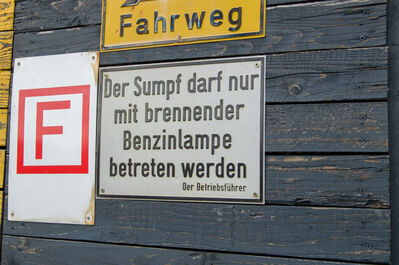 Fahrweg
F
Der Sumpf darf nur
mit brennender
Benzinlampe
betreten werden
Der Betriebsführer